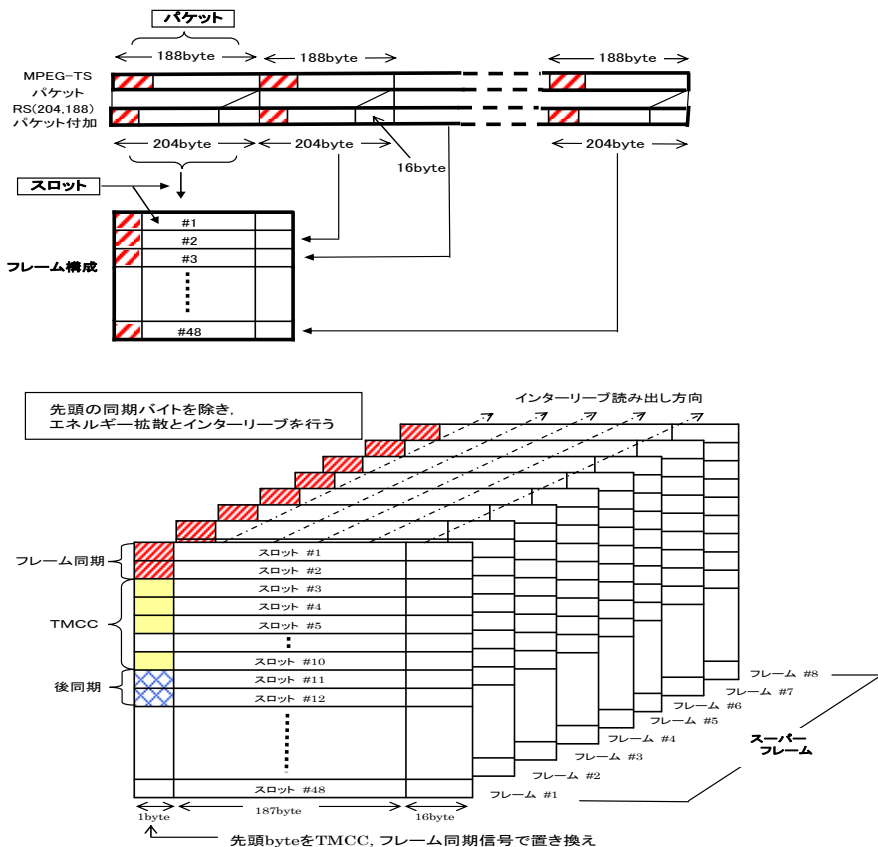 パケット
188byte
188byte
188byte
MPEG-TS
パケット
RS(204,188)
パケット付加
204byte
204byte
16byte
204byte
スロット
フレーム構成
#1
#2
#3
#48
先頭の同期バイトを除き,
エネルギー拡散とインターリーブを行う
インターリーブ読み出し方向
フレーム同期
TMCC
後同期
スロット #1
スロット #2
スロット #3
スロット #4
スロット #5
スロット #10
スロット #11
スロット #12
スロット #48
フレーム #8
フレーム #7
フレーム #6
フレーム #5
フレーム #4
フレーム #3
フレーム #2
フレーム #1
スーパー
フレーム
1byte
187byte
16byte
先頭byteをTMCC, フレーム同期信号で置き換え